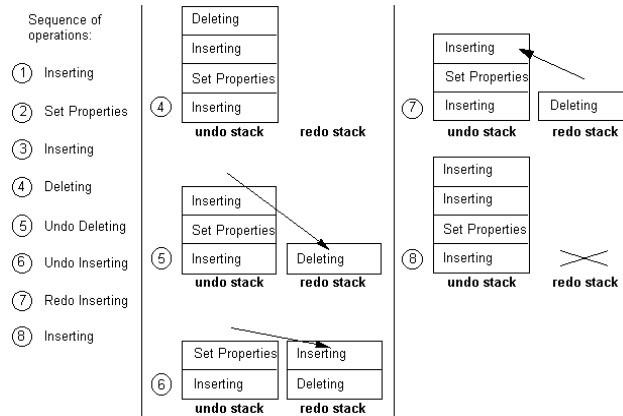 Sequence of
operations:
1 Inserting
2 Set Properties
3 Inserting
4 Deleting
5 Undo Deleting
6 Undo Inserting
7 Redo Inserting
8 Inserting
Deleting
Inserting
Set Properties
4 Inserting
undo stack redo stack
Inserting
Set Properties
5 Inserting Deleting
undo stack redo stack
Set Properties Inserting
6 Inserting Deleting
undo stack redo stack
Inserting
Set Properties
7 Inserting Deleting
undo stack redo stack
Inserting
Inserting
Set Properties
8 Inserting
undo stack redo stack